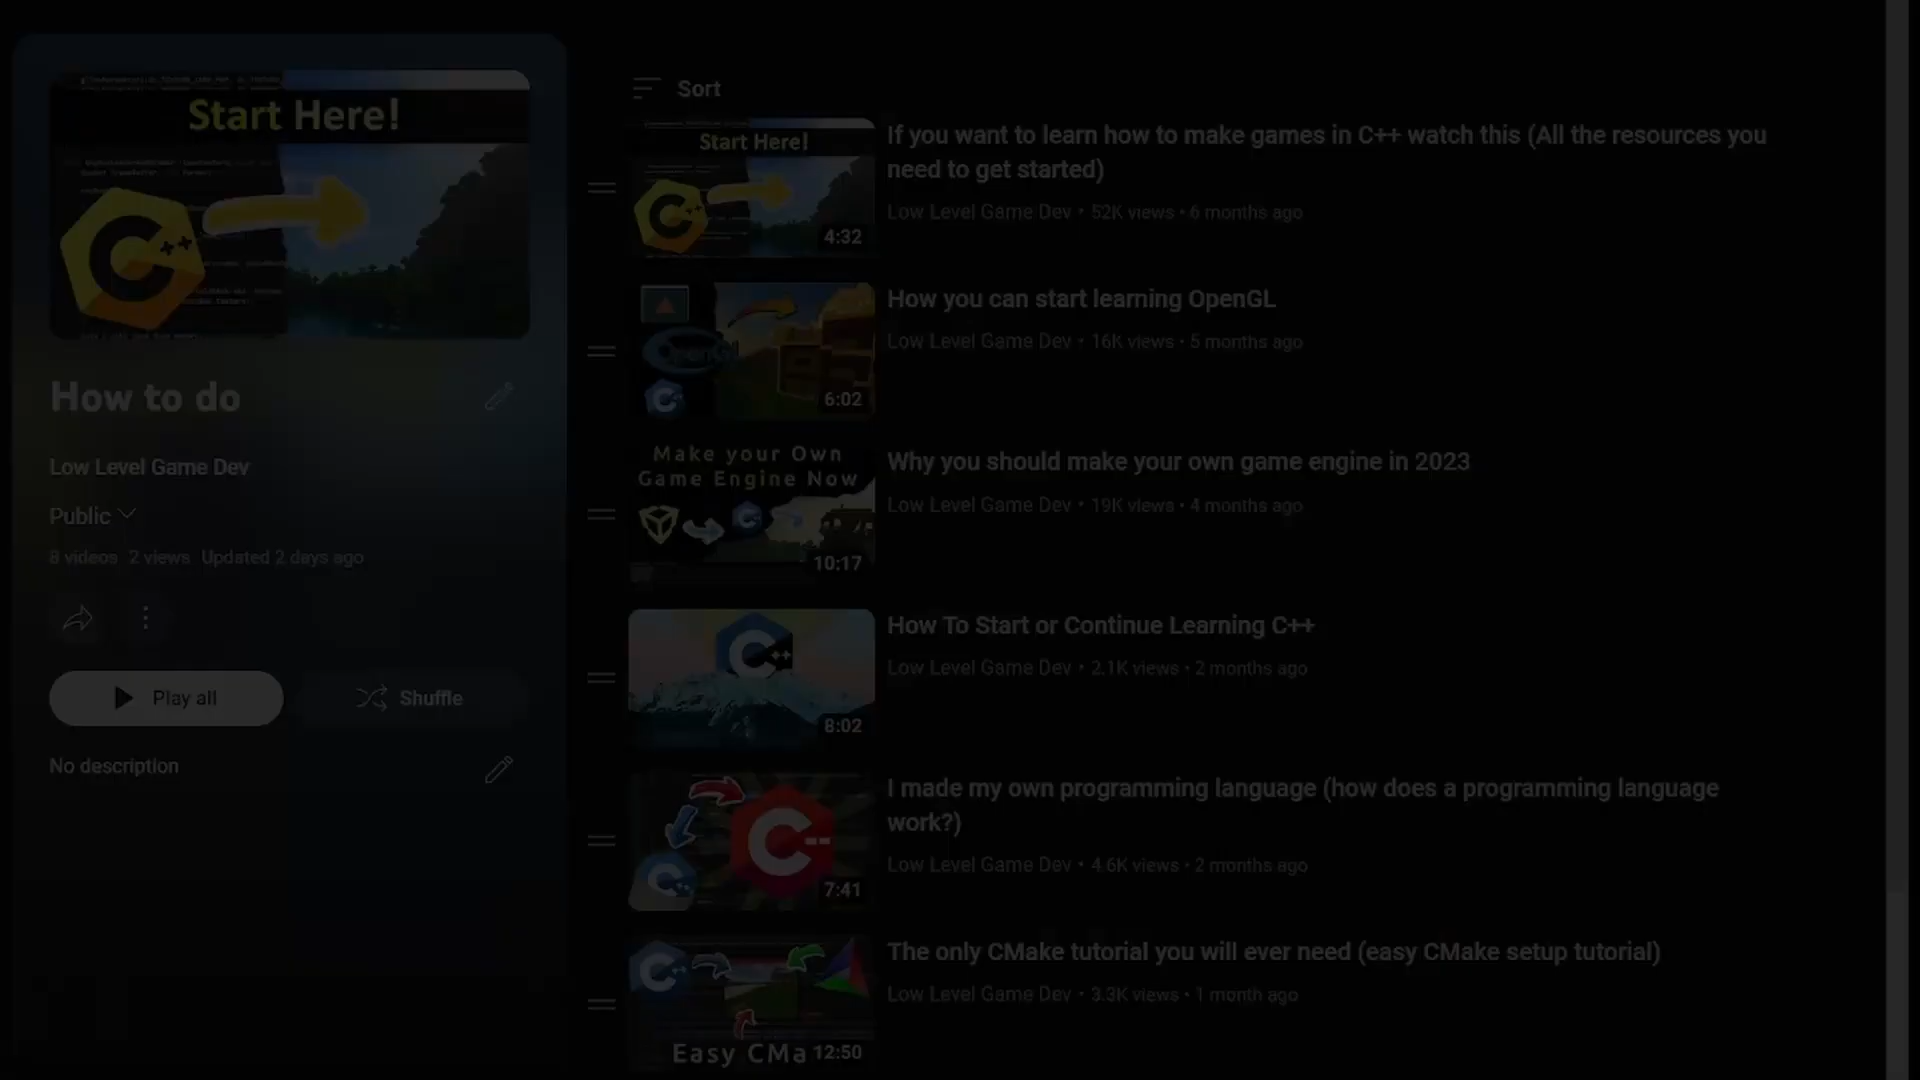 Start Here!
How to do
Low Level Game Dev
Public
8 videos 2 views Updated 2 days ago
Play all
Shuffle
No description
Sort
Start Here!
4:32
If you want to learn how to make games in C++ watch this (All the resources you
need to get started)
Low Level Game Dev • 52K views • 6 months ago
6:02
How you can start learning OpenGL
Low Level Game Dev • 16K views • 5 months ago
Make your Own
Game Engine Now
10:17
Why you should make your own game engine in 2023
Low Level Game Dev • 19K views • 4 months ago
C++
8:02
How To Start or Continue Learning C++
Low Level Game Dev • 2.1K views • 2 months ago
7:41
I made my own programming language (how does a programming language
work?)
Low Level Game Dev • 4.6K views • 2 months ago
Easy CMa 12:50
The only CMake tutorial you will ever need (easy CMake setup tutorial)
Low Level Game Dev • 3.3K views • 1 month ago